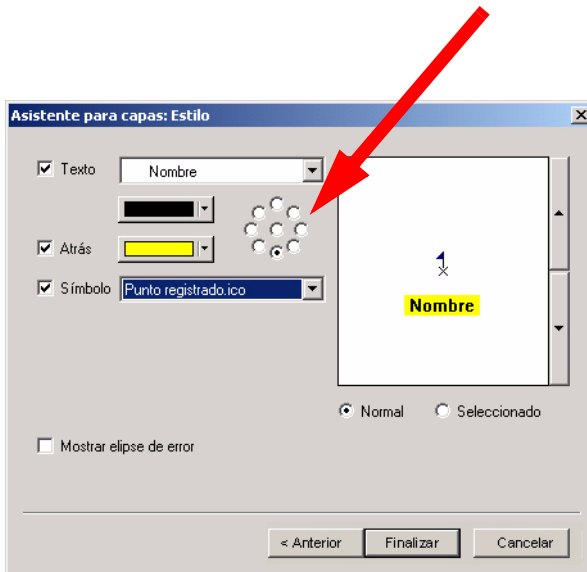 Asistente para capas: Estilo
Texto Nombre
Atrás
Símbolo Punto registrado.ico
Nombre
Normal Seleccionado
Mostrar elipse de error
< Anterior Finalizar Cancelar